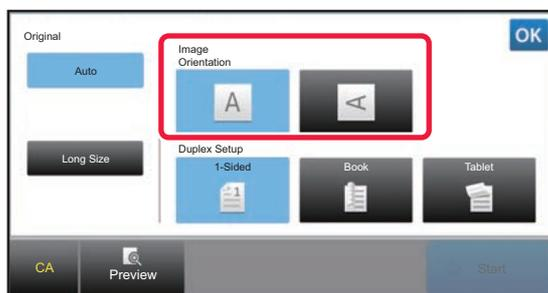 Original
OK
Image
Orientation
Auto
A
A
Long Size
Duplex Setup
1-Sided
Book
Tablet
1
CA
Preview
Start